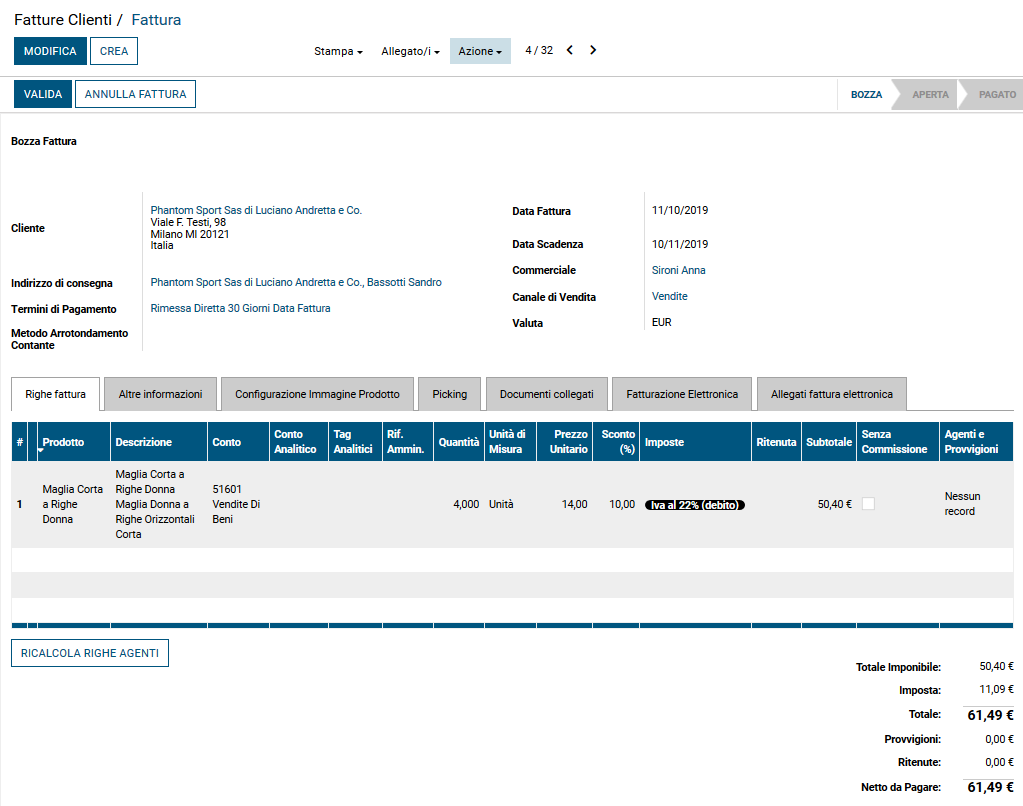 Fatture Clienti / Fattura
MODIFICA CREA Stampa Allegato/i Azione 4 / 32
VALIDA ANNULLA FATTURA BOZZA APERTA PAGATO
Bozza Fattura
Cliente
Phantom Sport Sas di Luciano Andretta e Co.
Viale F. Testi, 98
Milano MI 20121
Italia
Indirizzo di consegna Phantom Sport Sas di Luciano Andretta e Co., Bassotti Sandro
Termini di Pagamento Rimessa Diretta 30 Giorni Data Fattura
Metodo Arrotondamento
Contante
Data Fattura 11/10/2019
Data Scadenza 10/11/2019
Commerciale Sironi Anna
Canale di Vendita Vendite
Valuta EUR
Righe fattura Altre informazioni Configurazione Immagine Prodotto Picking Documenti collegati Fatturazione Elettronica Allegati fattura elettronica
# Prodotto Descrizione Conto Conto Analitico Tag Analitici Rif. Ammin. Quantità Unità di Misura Prezzo Unitario Sconto (%) Imposte Ritenuta Subtotale Senza Commissione Agenti e Provvigioni
1 Maglia Corta a Righe Donna Maglia Corta a Righe Donna Maglia Donna a Righe Orizzontali Corta 51601 Vendite Di Beni 4,000 Unità 14,00 10,00 Iva al 22% (debito) 50,40 € Nessun record
RICALCOLA RIGHE AGENTI
Totale Imponibile: 50,40 €
Imposta: 11,09 €
Totale: 61,49 €
Provvigioni: 0,00 €
Ritenute: 0,00 €
Netto da Pagare: 61,49 €